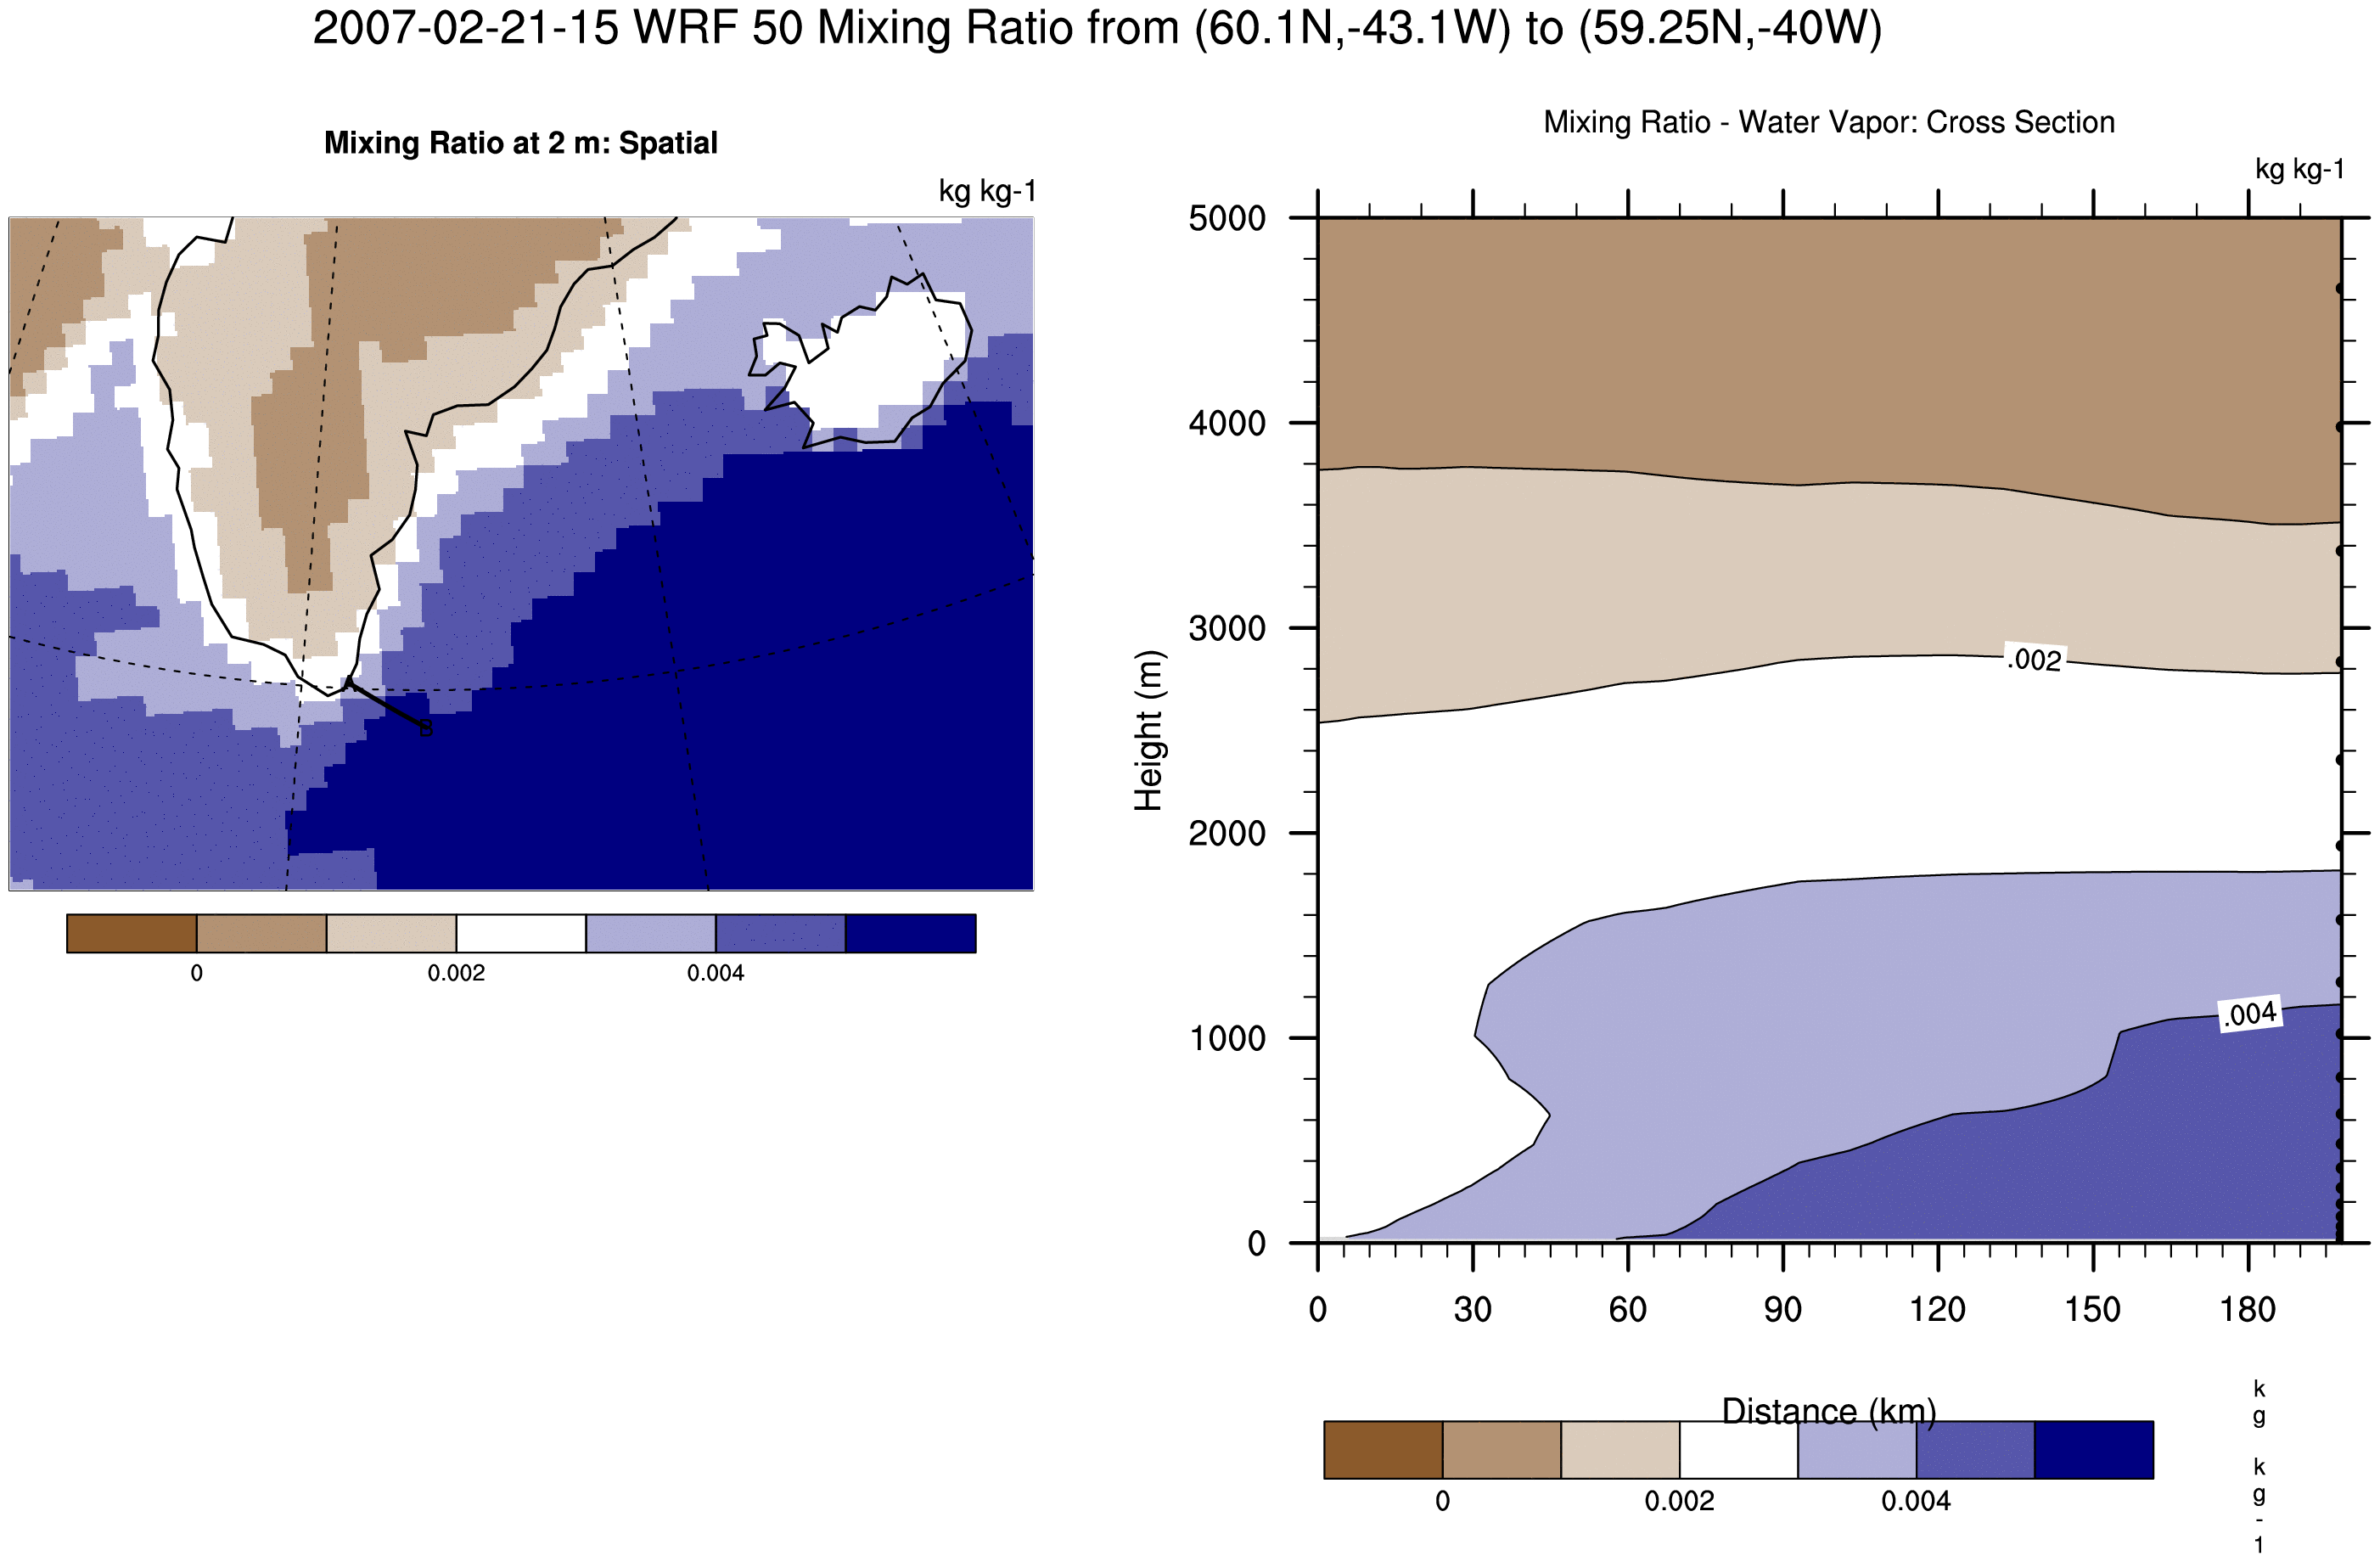 2007-02-21-15 WRF 50 Mixing Ratio from (60.1N,-43.1W) to (59.25N,-40W)
Mixing Ratio at 2 m: Spatial
kg kg-1
A
B
0 0.002 0.004
Mixing Ratio - Water Vapor: Cross Section
kg kg-1
5000
4000
3000
2000
1000
0
Height (m)
.002
.004
0 30 60 90 120 150 180
Distance (km)
0 0.002 0.004
kg kg-1